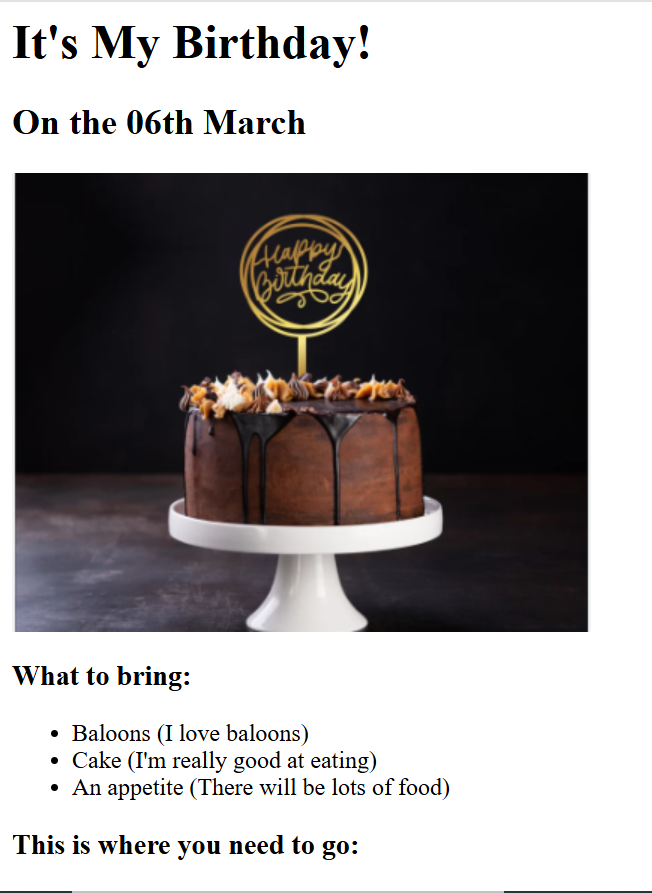 It's My Birthday!
On the 06th March
Happy
Birthday
What to bring:
Baloons (I love baloons)
Cake (I'm really good at eating)
An appetite (There will be lots of food)
This is where you need to go: